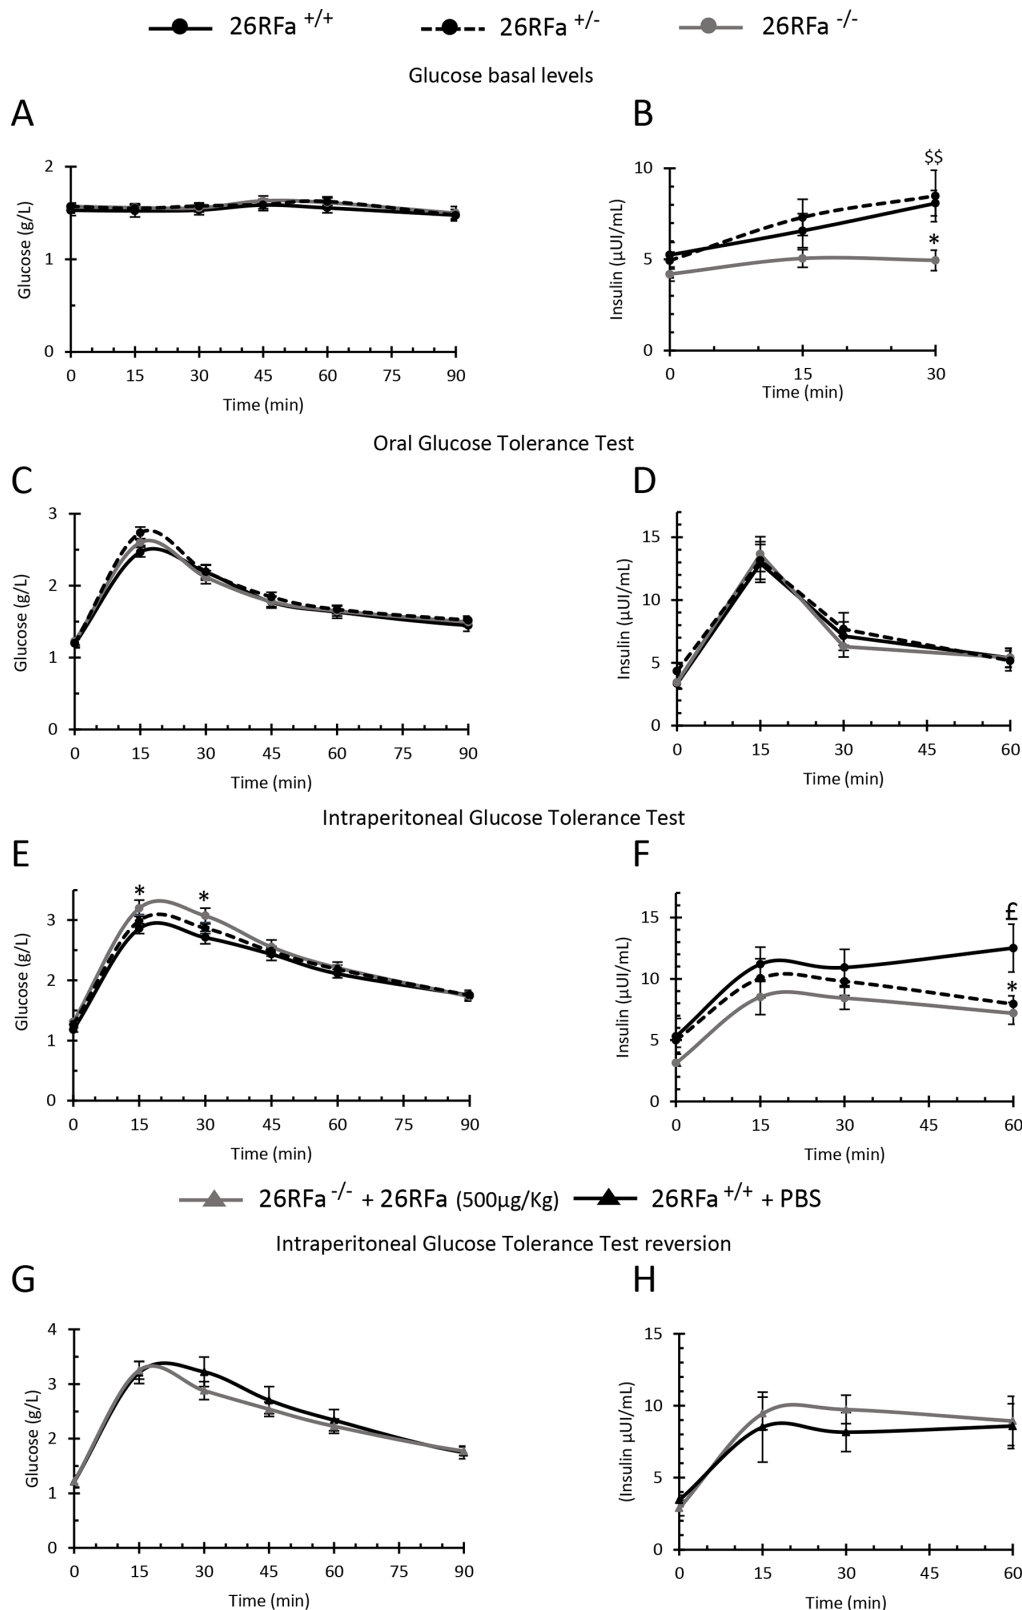 26RFa +/+ 26RFa +/- 26RFa -/-
Glucose basal levels
A
B
Glucose (g/L)
2
1
0
0 15 30 45 60 75 90
Time (min)
Insulin (µUI/mL)
10
5
0
$$
*
0 15 30
Time (min)
Oral Glucose Tolerance Test
C
D
Glucose (g/L)
3
2
1
0
0 15 30 45 60 75 90
Time (min)
Insulin (µUI/mL)
15
10
5
0
0 15 30 45 60
Time (min)
Intraperitoneal Glucose Tolerance Test
E
F
Glucose (g/L)
3
2
1
0
* *
0 15 30 45 60 75 90
Time (min)
Insulin (µUI/mL)
15
10
5
0
£
*
0 15 30 45 60
Time (min)
26RFa -/- + 26RFa (500µg/Kg) 26RFa +/+ + PBS
Intraperitoneal Glucose Tolerance Test reversion
G
H
Glucose (g/L)
4
3
2
1
0
0 15 30 45 60 75 90
Time (min)
(Insulin µUI/mL)
15
10
5
0
0 15 30 45 60
Time (min)